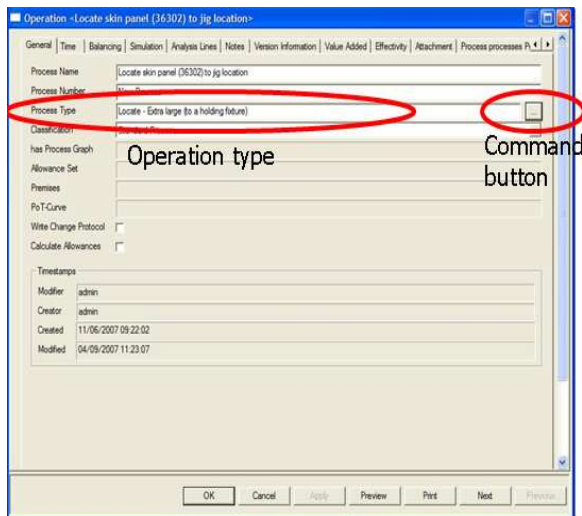 Operation <Locate skin panel (36302) to jig location>
General Time Balancing Simulation Analysis Lines Notes Version Information Value Added Effectivity Attachment Process processes P
Process Name Locate skin panel (36302) to jig location
Process Number
Process Type Locate - Extra large (to a holding fixture) ...
Classification
has Process Graph
Operation type
Command button
Allowance Set
Premises
PoT-Curve
Write Change Protocol
Calculate Allowances
Timestamps
Modifier admin
Creator admin
Created 11/06/2007 09:22:02
Modified 04/09/2007 11:23:07
OK Cancel Apply Preview Print Next Previous